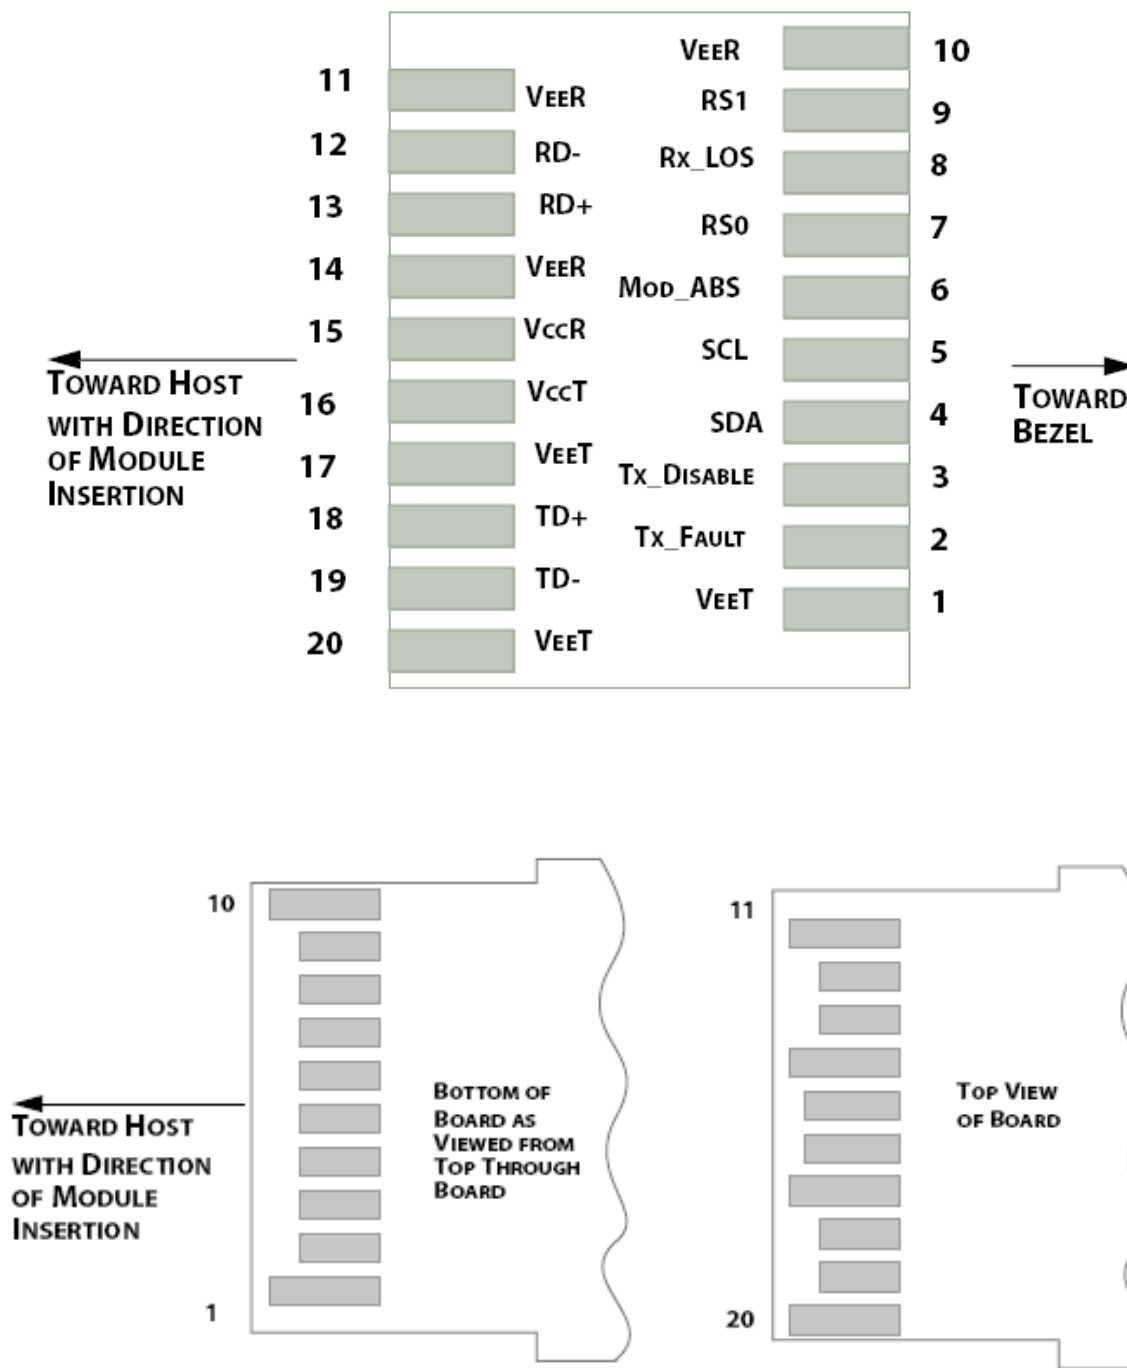 VEER 10
11 VEER
RS1 9
12 RD-
Rx_LOS 8
13 RD+
RS0 7
14 VEER
MOD_ABS 6
15 VCCR
SCL 5
TOWARD HOST
WITH DIRECTION
OF MODULE
INSERTION
TOWARD
BEZEL
16 VCCT
SDA 4
17 VEET
TX_DISABLE 3
18 TD+
TX_FAULT 2
19 TD-
VEET 1
20 VEET
10
11
BOTTOM OF
BOARD AS
VIEWED FROM
TOP THROUGH
BOARD
TOP VIEW
OF BOARD
TOWARD HOST
WITH DIRECTION
OF MODULE
INSERTION
1
20